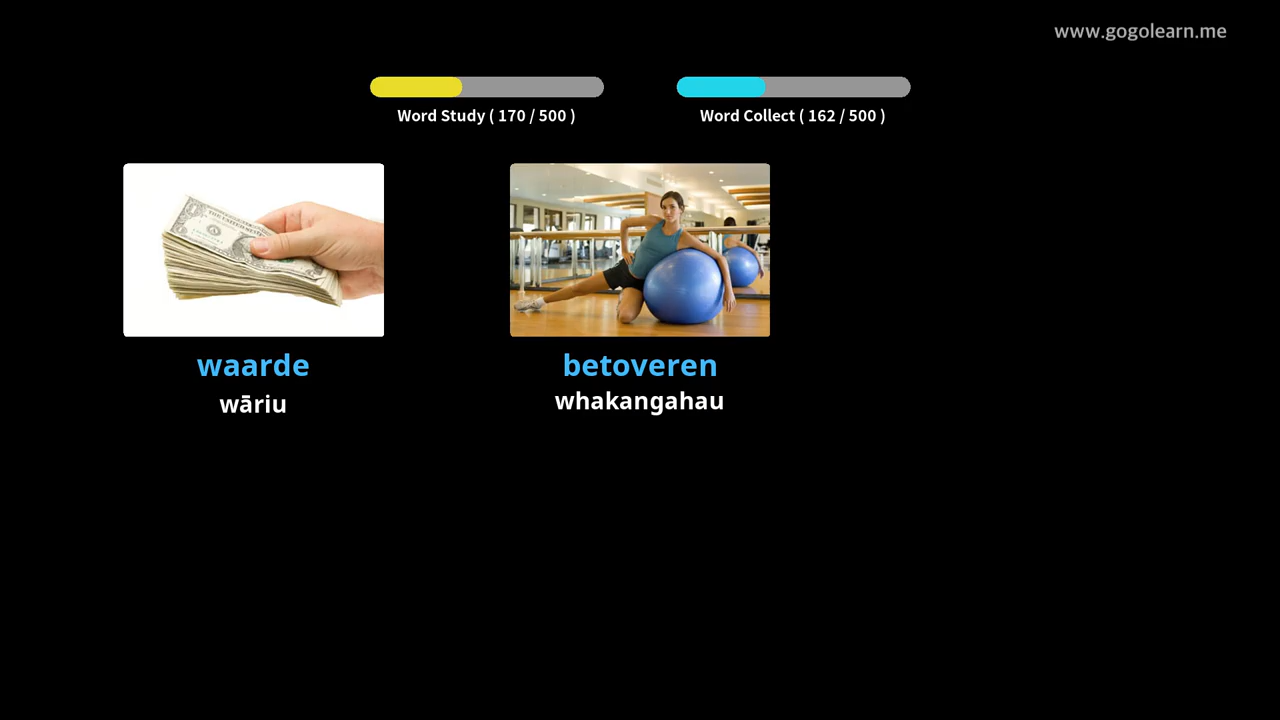 www.gogolearn.me
Word Study ( 170 / 500 )
Word Collect ( 162 / 500 )
waarde
wāriu
betoveren
whakangahau